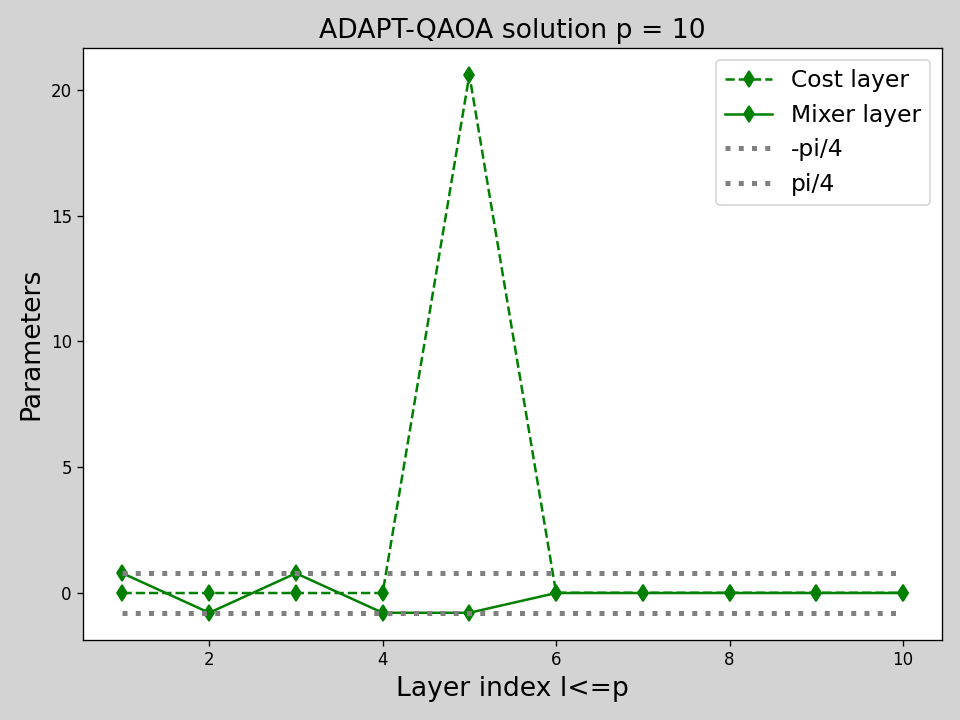 ADAPT-QAOA solution p = 10
Cost layer
Mixer layer
-pi/4
pi/4
Parameters
20
15
10
5
0
2
4
6
8
10
Layer index l<=p